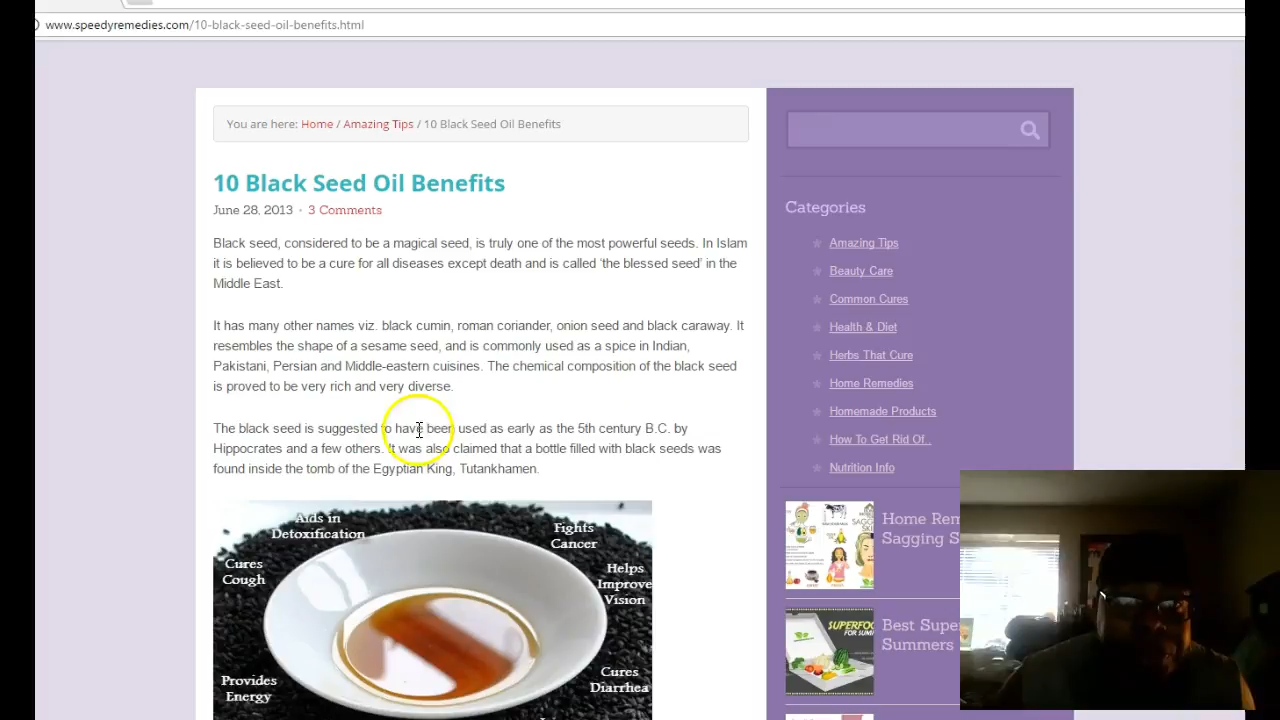 www.speedyremedies.com/10-black-seed-oil-benefits.html
You are here: Home / Amazing Tips / 10 Black Seed Oil Benefits
10 Black Seed Oil Benefits
June 28, 2013 • 3 Comments
Black seed, considered to be a magical seed, is truly one of the most powerful seeds. In Islam
it is believed to be a cure for all diseases except death and is called ‘the blessed seed’ in the
Middle East.
It has many other names viz. black cumin, roman coriander, onion seed and black caraway. It
resembles the shape of a sesame seed, and is commonly used as a spice in Indian,
Pakistani, Persian and Middle-eastern cuisines. The chemical composition of the black seed
is proved to be very rich and very diverse.
The black seed is suggested to have been used as early as the 5th century B.C. by
Hippocrates and a few others. It was also claimed that a bottle filled with black seeds was
found inside the tomb of the Egyptian King, Tutankhamen.
Aids in
Detoxification
Fights
Cancer
Cures
Cough
Helps
Improve
Vision
Provides
Energy
Cures
Diarrhea
Categories
Amazing Tips
Beauty Care
Common Cures
Health & Diet
Herbs That Cure
Home Remedies
Homemade Products
How To Get Rid Of..
Nutrition Info
Home Rem
Sagging S
Best Supe
Summers